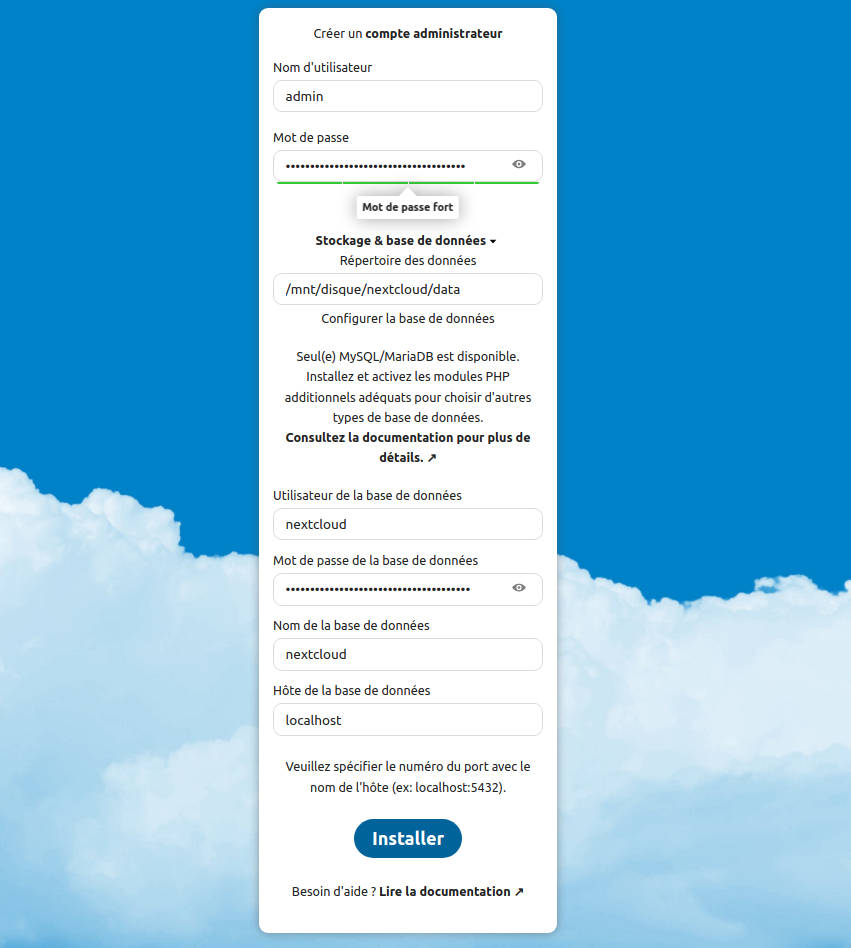 Créer un compte administrateur
Nom d'utilisateur
admin
Mot de passe
•••••••••••••••••••••••••••••••••••••
Mot de passe fort
Stockage & base de données
Répertoire des données
/mnt/disque/nextcloud/data
Configurer la base de données
Seul(e) MySQL/MariaDB est disponible.
Installez et activez les modules PHP
additionnels adéquats pour choisir d'autres
types de base de données.
Consultez la documentation pour plus de
détails. ↗
Utilisateur de la base de données
nextcloud
Mot de passe de la base de données
••••••••••••••••••••••••••••••••••••••
Nom de la base de données
nextcloud
Hôte de la base de données
localhost
Veuillez spécifier le numéro du port avec le
nom de l'hôte (ex: localhost:5432).
Installer
Besoin d'aide ? Lire la documentation ↗